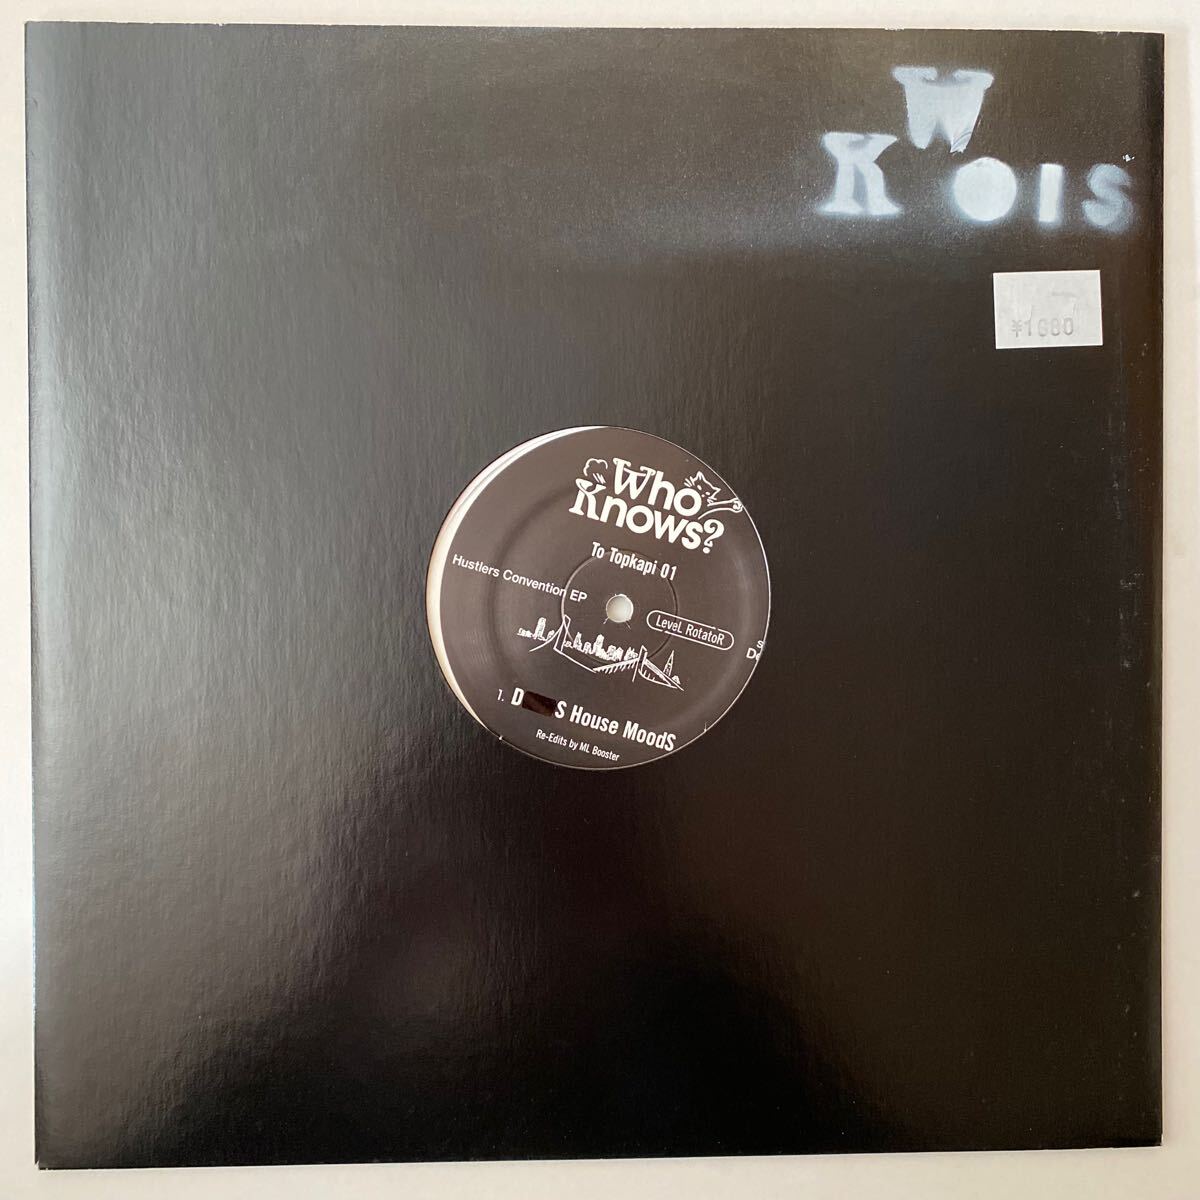 W
K OIS
¥1680
Who
Knows?
To Topkapi 01
Hustlers Convention EP
LeveL RotatoR
1. D S House MoodS
Re-Edits by ML Booster